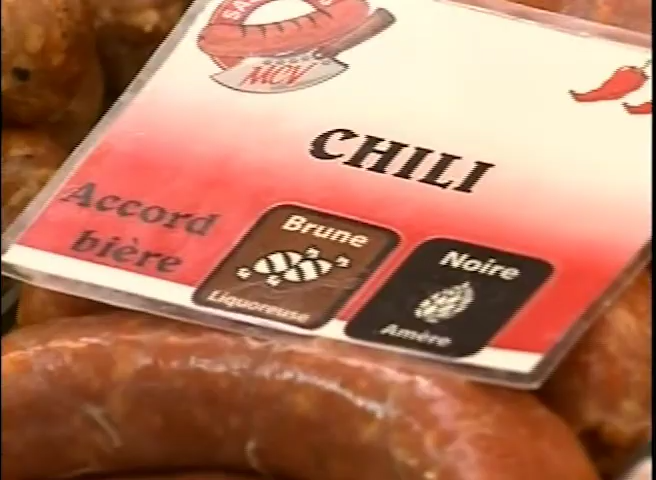 MCV
CHILI
Accord
bière
Brune
Liquoreuse
Noire
Amère